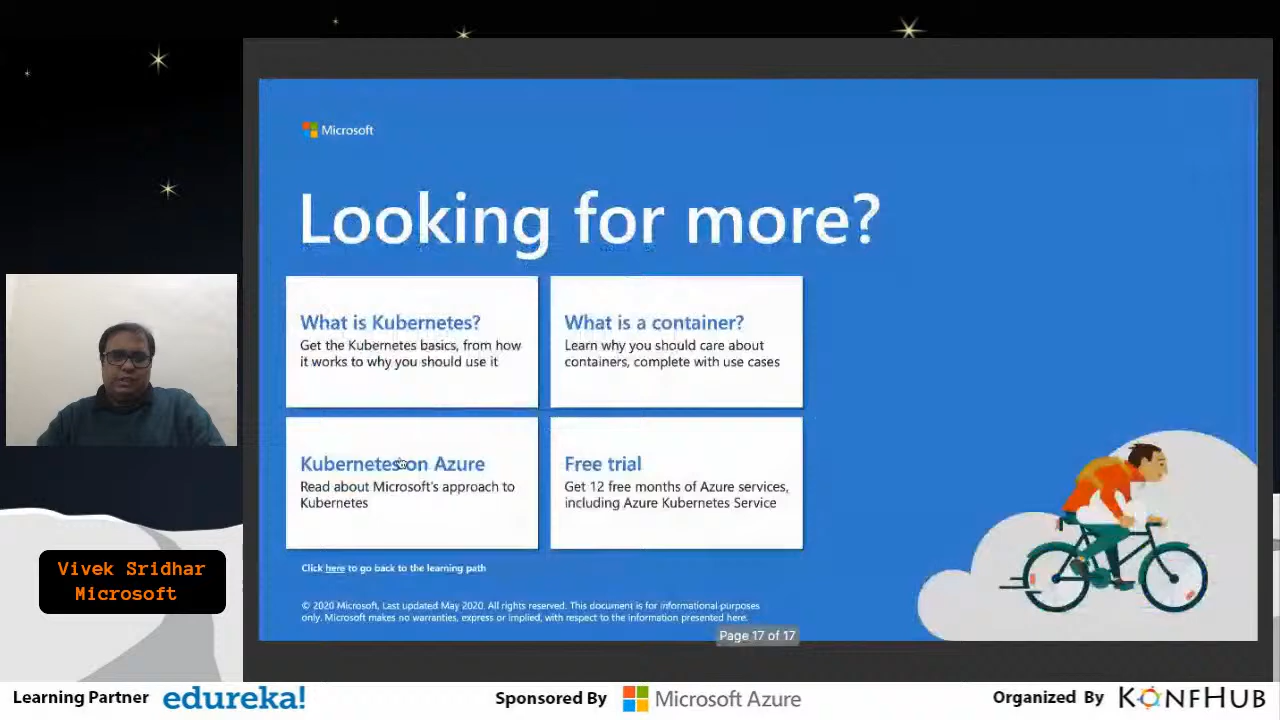 Microsoft
Looking for more?
What is Kubernetes?
Get the Kubernetes basics, from how
it works to why you should use it
What is a container?
Learn why you should care about
containers, complete with use cases
Kubernetes on Azure
Read about Microsoft's approach to
Kubernetes
Free trial
Get 12 free months of Azure services,
including Azure Kubernetes Service
Click here to go back to the learning path
© 2020 Microsoft, Last updated May 2020. All rights reserved. This document is for informational purposes
only. Microsoft makes no warranties, express or implied, with respect to the information presented here.
Page 17 of 17
Vivek Sridhar
Microsoft
Learning Partner edureka!
Sponsored By Microsoft Azure
Organized By KONFHUB